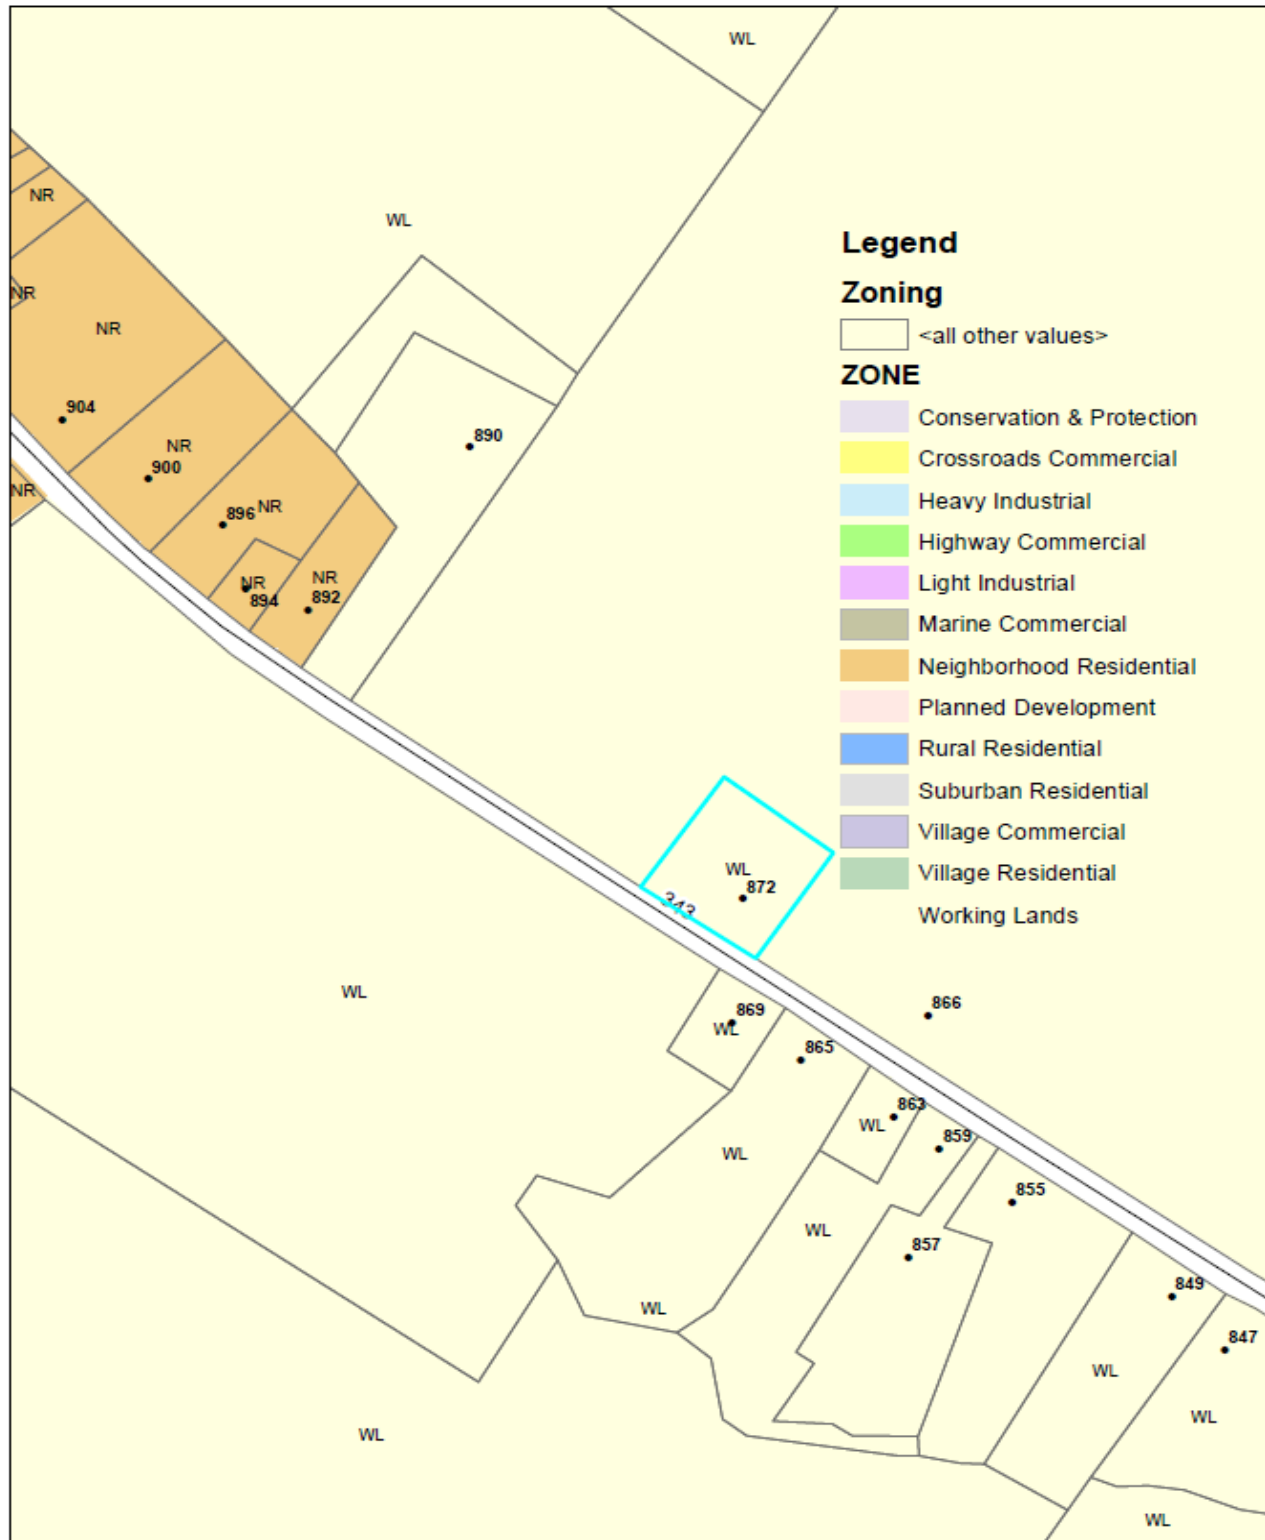 WL
NR
WL
Legend
Zoning
<all other values>
ZONE
Conservation & Protection
Crossroads Commercial
Heavy Industrial
Highway Commercial
Light Industrial
Marine Commercial
Neighborhood Residential
Planned Development
Rural Residential
Suburban Residential
Village Commercial
Village Residential
Working Lands
NR
NR
904
NR
900
890
NR
896
NR
NR
894
NR
892
WL
872
343
WL
866
869
WL
865
863
WL
859
WL
855
WL
857
WL
849
847
WL
WL
WL
WL